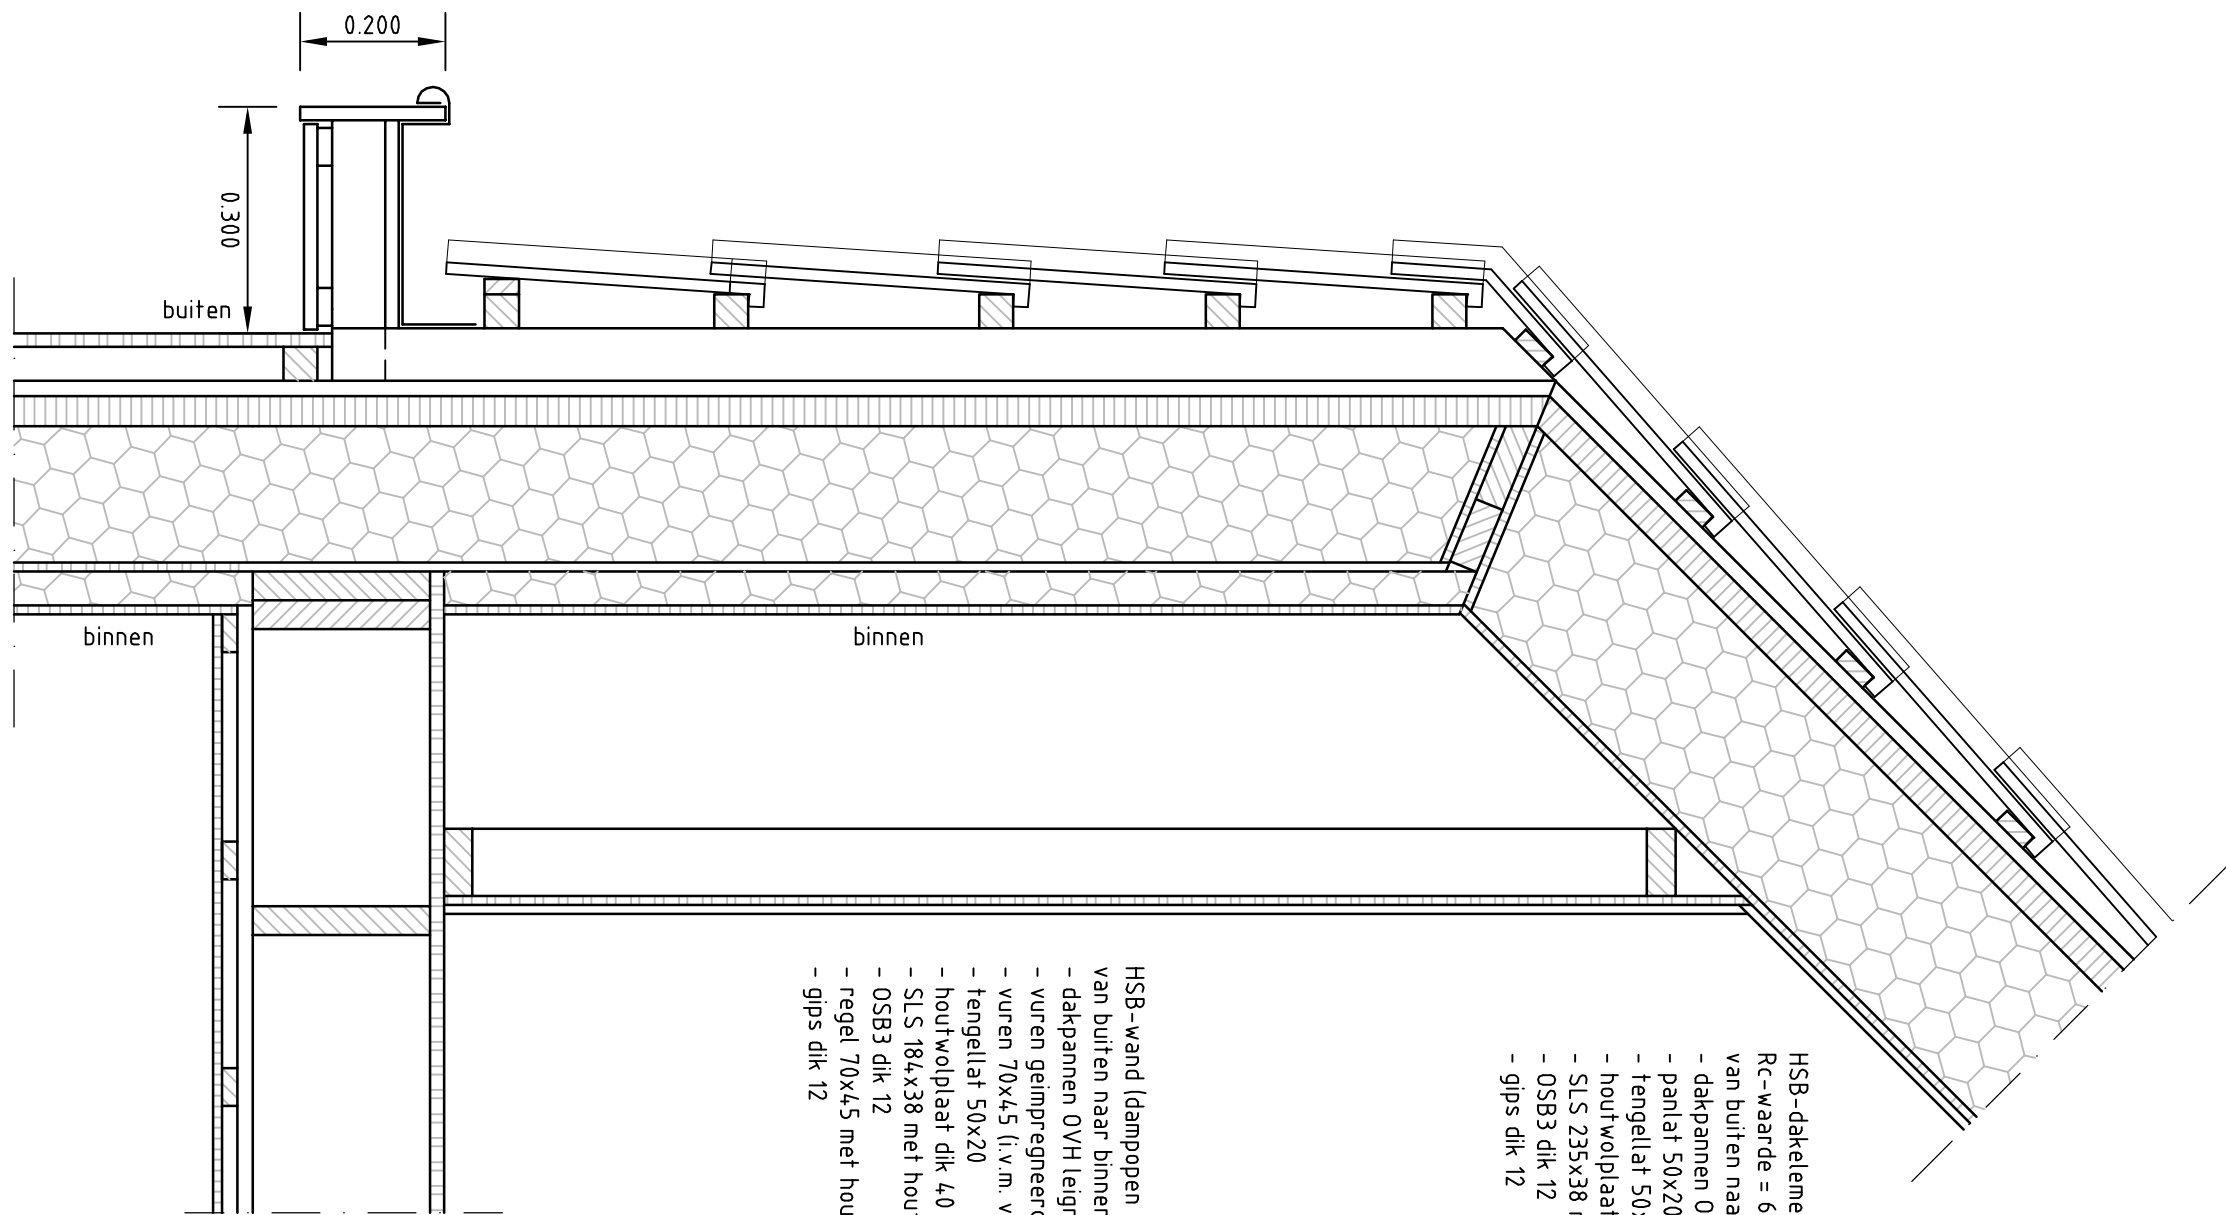 0.200
0.300
buiten
binnen
binnen
HSB-wand (dampopen
van buiten naar binnen
- dakpannen OVH leigr
- vuren geimpregneerd
- vuren 70x45 (i.v.m. v
- tengellat 50x20
- houtwolplaat dik 40
- SLS 184x38 met hou
- OSB3 dik 12
- regel 70x45 met hou
- gips dik 12
HSB-dakeleme
Rc-waarde = 6
van buiten naa
- dakpannen O
- panlat 50x20
- tengellat 50x
- houtwolplaat
- SLS 235x38
- OSB3 dik 12
- gips dik 12